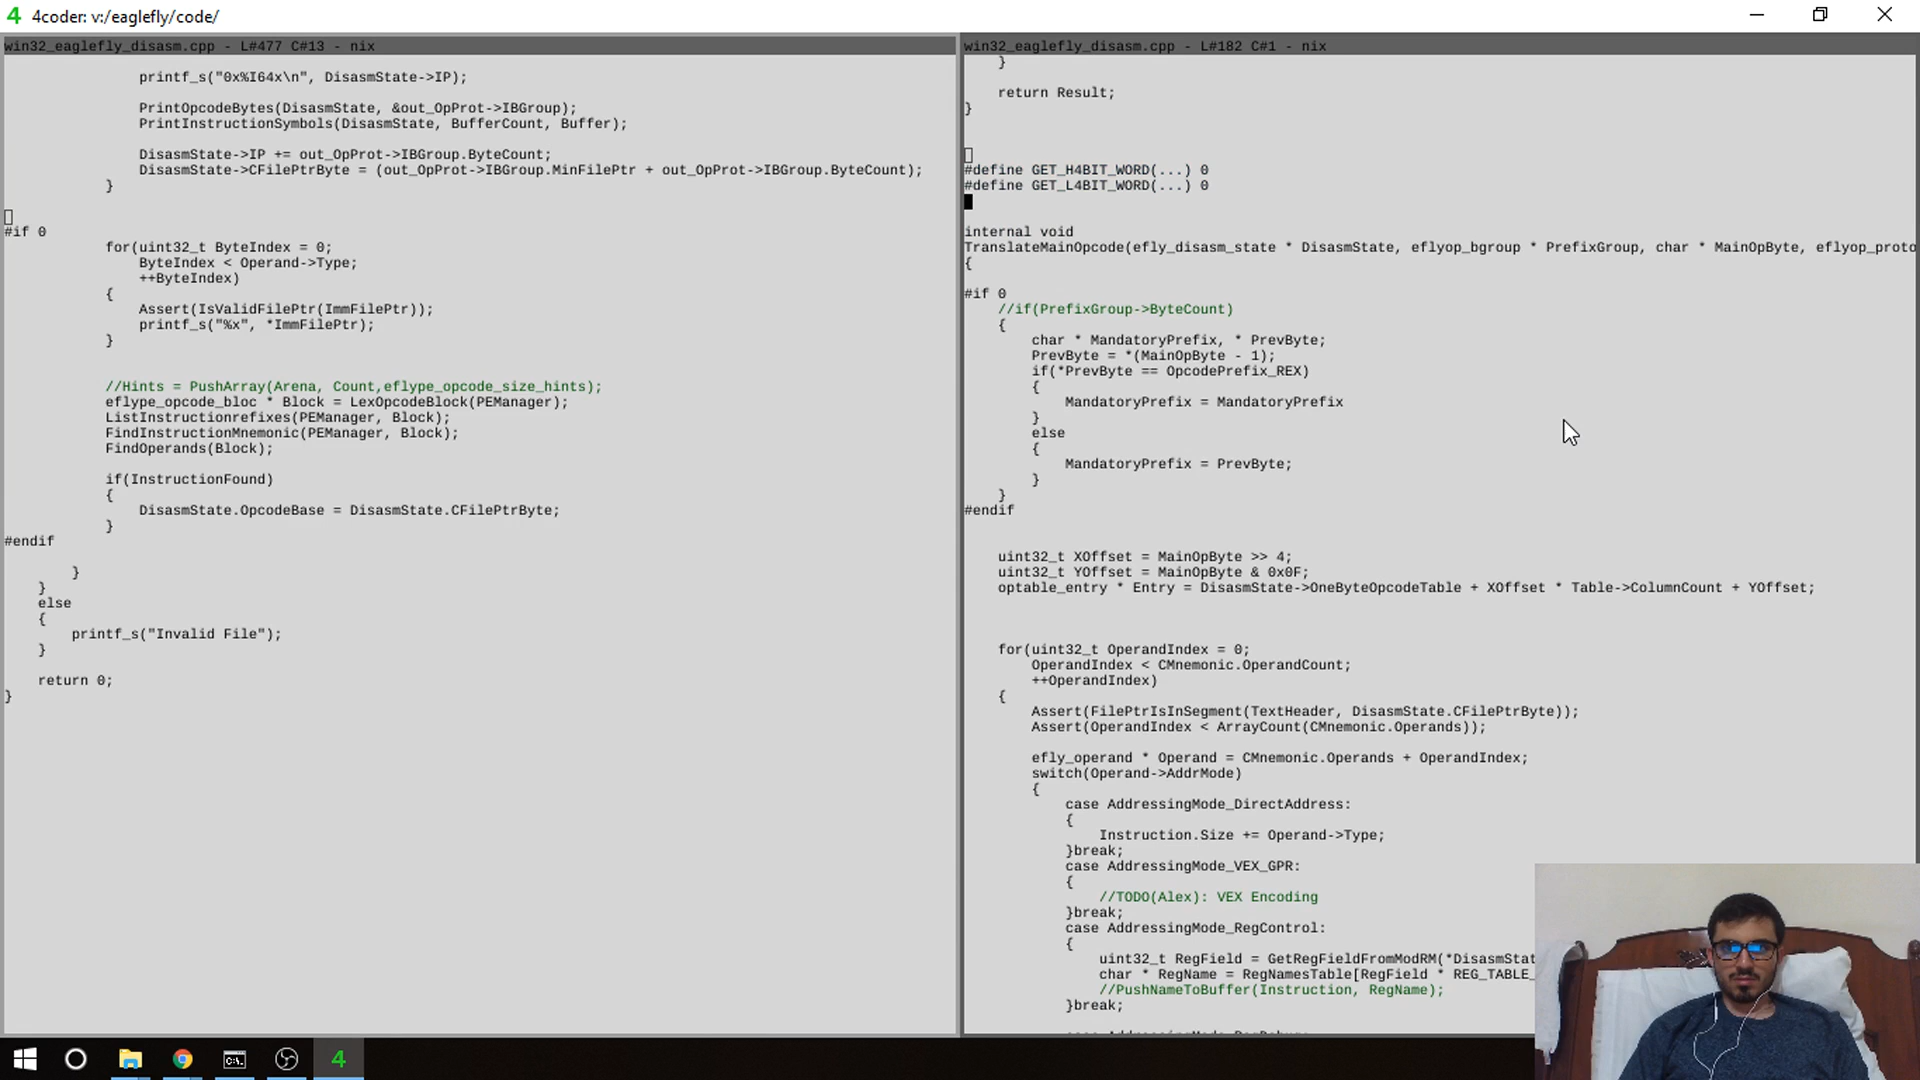 4 4coder: v:/eaglefly/code/
win32_eaglefly_disasm.cpp - L#477 C#13 - nix
printf_s("0x%I64x\n", DisasmState->IP);
PrintOpcodeBytes(DisasmState, &out_OpProt->IBGroup);
PrintInstructionSymbols(DisasmState, BufferCount, Buffer);
DisasmState->IP += out_OpProt->IBGroup.ByteCount;
DisasmState->CFilePtrByte = (out_OpProt->IBGroup.MinFilePtr + out_OpProt->IBGroup.ByteCount);
}
#if 0
for(uint32_t ByteIndex = 0;
ByteIndex < Operand->Type;
++ByteIndex)
{
Assert(IsValidFilePtr(ImmFilePtr));
printf_s("%x", *ImmFilePtr);
}
//Hints = PushArray(Arena, Count,eflype_opcode_size_hints);
eflype_opcode_bloc * Block = LexOpcodeBlock(PEManager);
ListInstructionrefixes(PEManager, Block);
FindInstructionMnemonic(PEManager, Block);
FindOperands(Block);
if(InstructionFound)
{
DisasmState.OpcodeBase = DisasmState.CFilePtrByte;
}
#endif
}
}
else
{
printf_s("Invalid File");
}
return 0;
}
win32_eaglefly_disasm.cpp - L#182 C#1 - nix
}
return Result;
}
#define GET_H4BIT_WORD(...) 0
#define GET_L4BIT_WORD(...) 0
internal void
TranslateMainOpcode(efly_disasm_state * DisasmState, eflyop_bgroup * PrefixGroup, char * MainOpByte, eflyop_proto
{
#if 0
//if(PrefixGroup->ByteCount)
{
char * MandatoryPrefix, * PrevByte;
PrevByte = *(MainOpByte - 1);
if(*PrevByte == OpcodePrefix_REX)
{
MandatoryPrefix = MandatoryPrefix
}
else
{
MandatoryPrefix = PrevByte;
}
}
#endif
uint32_t XOffset = MainOpByte >> 4;
uint32_t YOffset = MainOpByte & 0x0F;
optable_entry * Entry = DisasmState->OneByteOpcodeTable + XOffset * Table->ColumnCount + YOffset;
for(uint32_t OperandIndex = 0;
OperandIndex < CMnemonic.OperandCount;
++OperandIndex)
{
Assert(FilePtrIsInSegment(TextHeader, DisasmState.CFilePtrByte));
Assert(OperandIndex < ArrayCount(CMnemonic.Operands));
efly_operand * Operand = CMnemonic.Operands + OperandIndex;
switch(Operand->AddrMode)
{
case AddressingMode_DirectAddress:
{
Instruction.Size += Operand->Type;
}break;
case AddressingMode_VEX_GPR:
{
//TODO(Alex): VEX Encoding
}break;
case AddressingMode_RegControl:
{
uint32_t RegField = GetRegFieldFromModRM(*DisasmStat
char * RegName = RegNamesTable[RegField * REG_TABLE_
//PushNameToBuffer(Instruction, RegName);
}break;
4